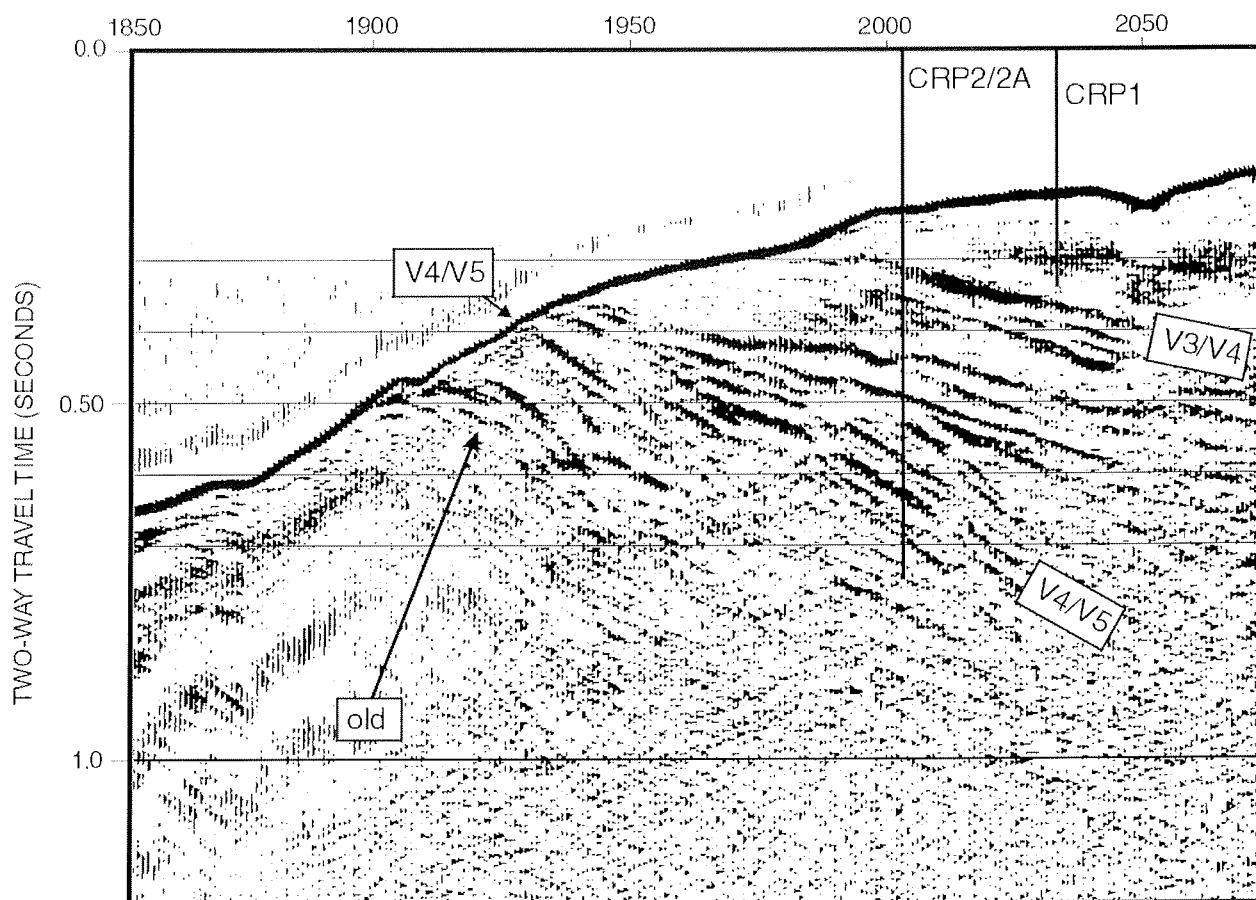 1850 1900 1950 2000 2050
0.0
CRP2/2A
CRP1
V4/V5
V3/V4
TWO-WAY TRAVEL TIME (SECONDS)
0.50
V4/V5
old
1.0